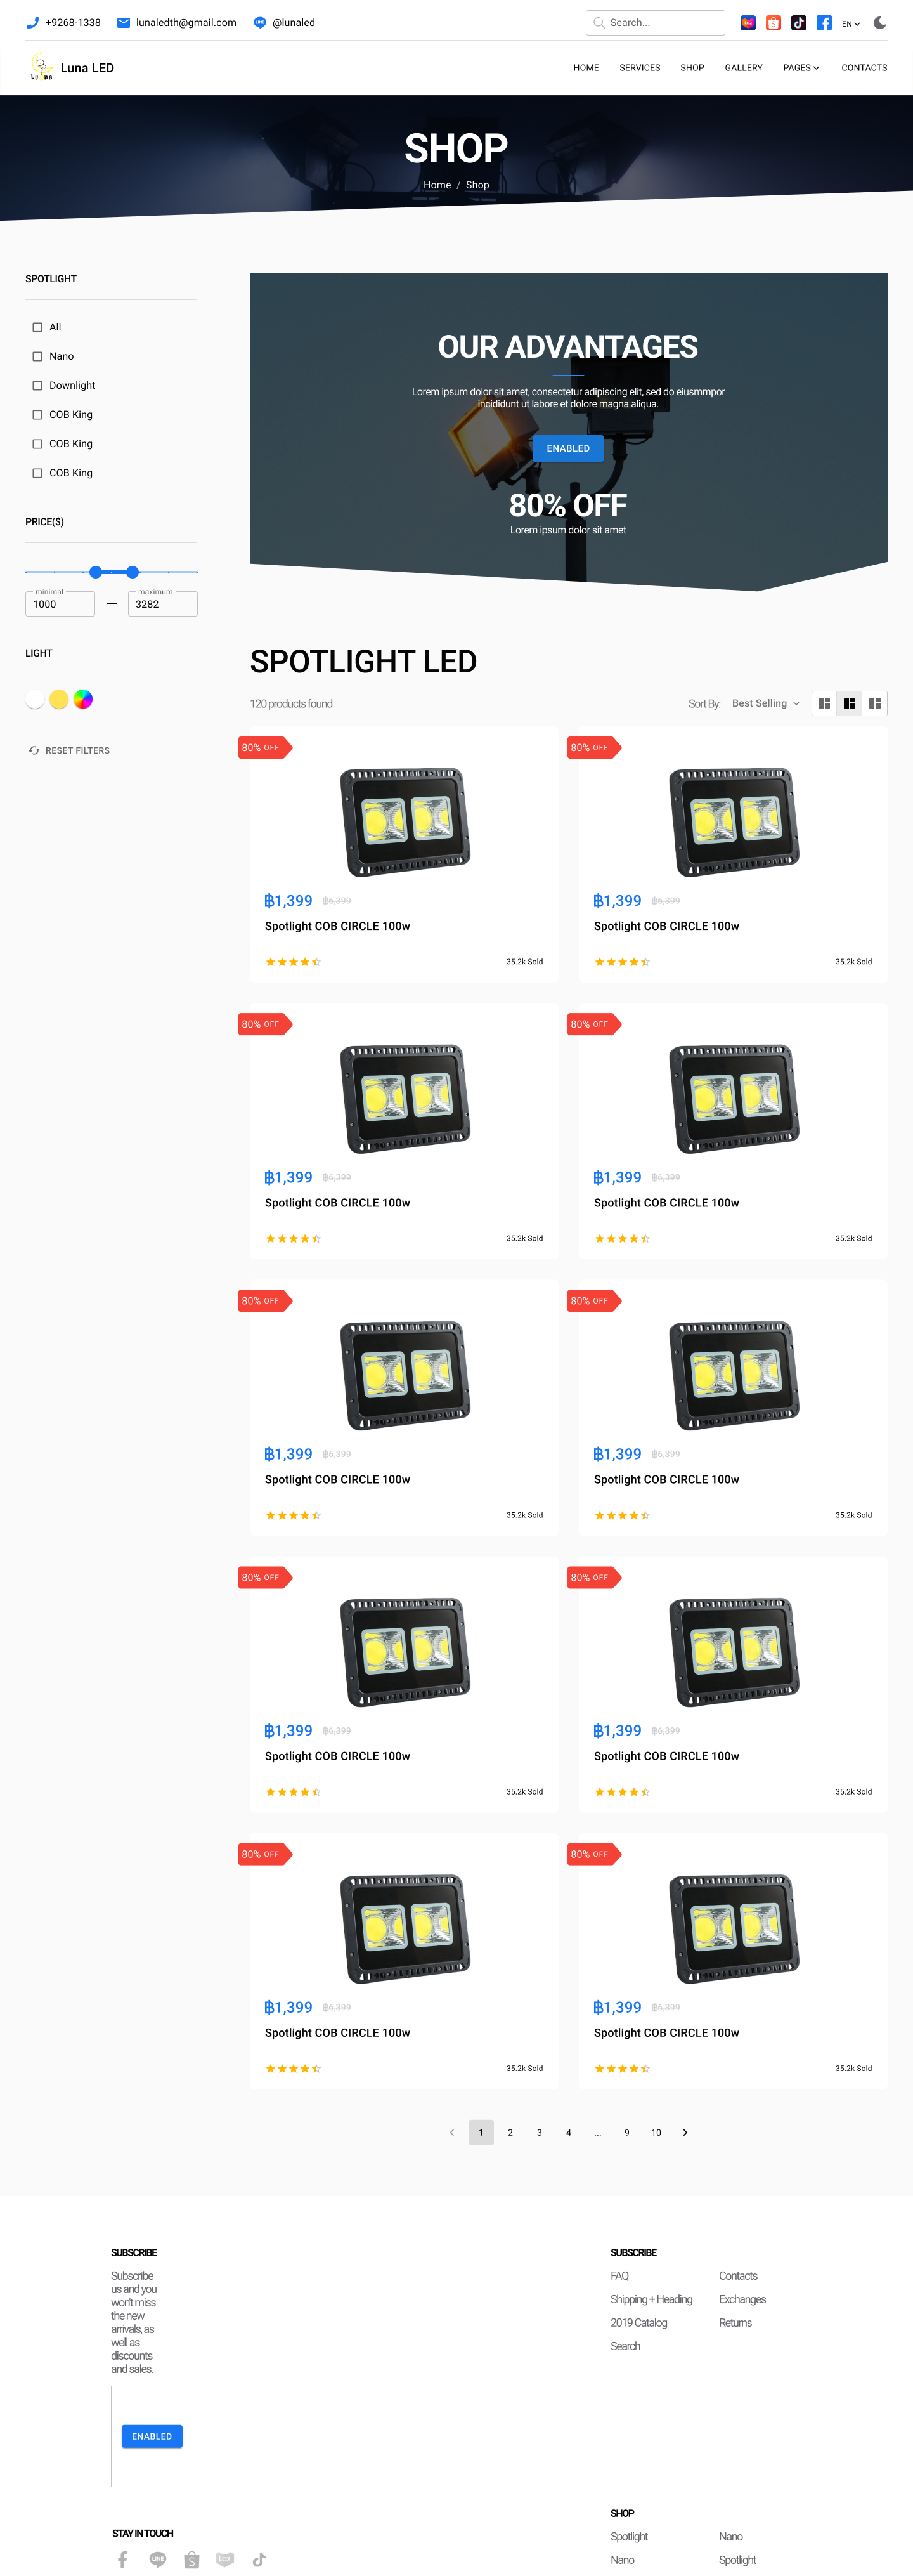 +9268-1338
lunaledth@gmail.com
@lunaled
Search...
EN
Luna LED
HOME
SERVICES
SHOP
GALLERY
PAGES
CONTACTS
SHOP
Home / Shop
SPOTLIGHT
All
Nano
Downlight
COB King
COB King
COB King
PRICE($)
minimal
1000
—
maximum
3282
LIGHT
RESET FILTERS
OUR ADVANTAGES
Lorem ipsum dolor sit amet, consectetur adipiscing elit, sed do eiusmmpor
incididunt ut labore et dolore magna aliqua.
ENABLED
80% OFF
Lorem ipsum dolor sit amet
SPOTLIGHT LED
120 products found
Sort By:
Best Selling
80% OFF
฿1,399 ฿6,399
Spotlight COB CIRCLE 100w
35.2k Sold
80% OFF
฿1,399 ฿6,399
Spotlight COB CIRCLE 100w
35.2k Sold
80% OFF
฿1,399 ฿6,399
Spotlight COB CIRCLE 100w
35.2k Sold
80% OFF
฿1,399 ฿6,399
Spotlight COB CIRCLE 100w
35.2k Sold
80% OFF
฿1,399 ฿6,399
Spotlight COB CIRCLE 100w
35.2k Sold
80% OFF
฿1,399 ฿6,399
Spotlight COB CIRCLE 100w
35.2k Sold
80% OFF
฿1,399 ฿6,399
Spotlight COB CIRCLE 100w
35.2k Sold
80% OFF
฿1,399 ฿6,399
Spotlight COB CIRCLE 100w
35.2k Sold
80% OFF
฿1,399 ฿6,399
Spotlight COB CIRCLE 100w
35.2k Sold
80% OFF
฿1,399 ฿6,399
Spotlight COB CIRCLE 100w
35.2k Sold
1 2 3 4 ... 9 10
SUBSCRIBE
Subscribe
us and you
won't miss
the new
arrivals, as
well as
discounts
and sales.
ENABLED
STAY IN TOUCH
SUBSCRIBE
FAQ
Contacts
Shipping + Heading
Exchanges
2019 Catalog
Returns
Search
SHOP
Spotlight
Nano
Nano
Spotlight